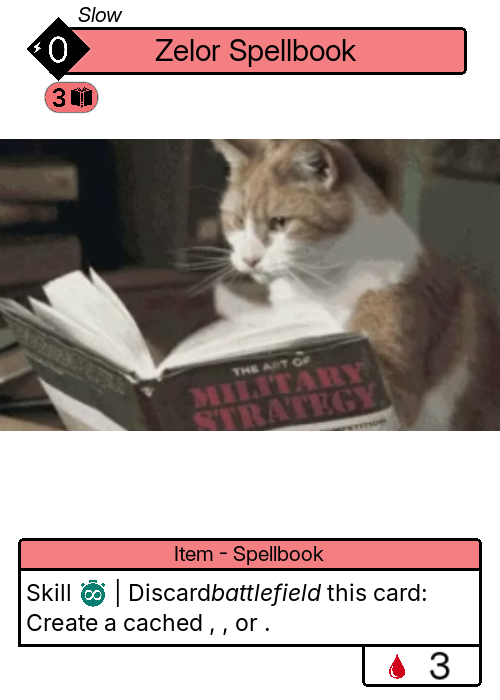 Slow
0
Zelor Spellbook
3
THE ART OF
MILITARY
STRATEGY
Item - Spellbook
Skill | Discardbattlefield this card:
Create a cached , , or .
3